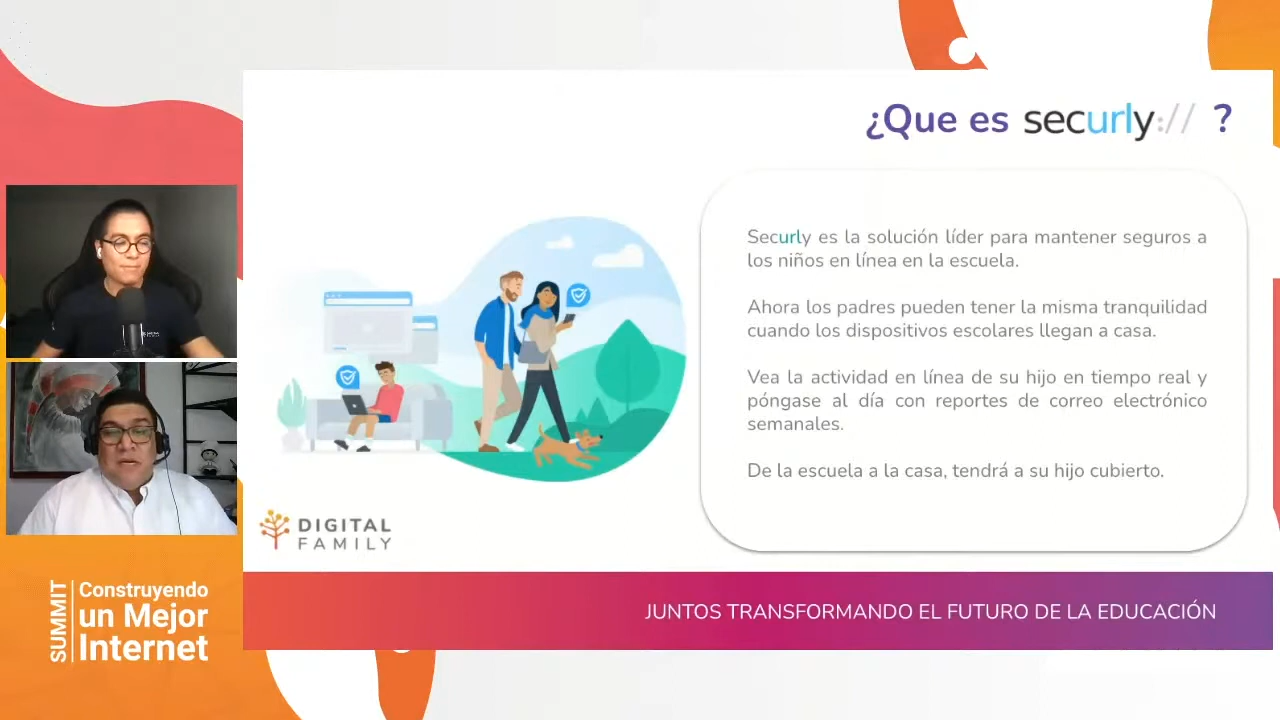 ¿Que es securly:// ?
Securly es la solución líder para mantener seguros a
los niños en línea en la escuela.
Ahora los padres pueden tener la misma tranquilidad
cuando los dispositivos escolares llegan a casa.
Vea la actividad en línea de su hijo en tiempo real y
póngase al día con reportes de correo electrónico
semanales.
De la escuela a la casa, tendrá a su hijo cubierto.
DIGITAL
FAMILY
JUNTOS TRANSFORMANDO EL FUTURO DE LA EDUCACIÓN
SUMMIT
Construyendo
un Mejor
Internet